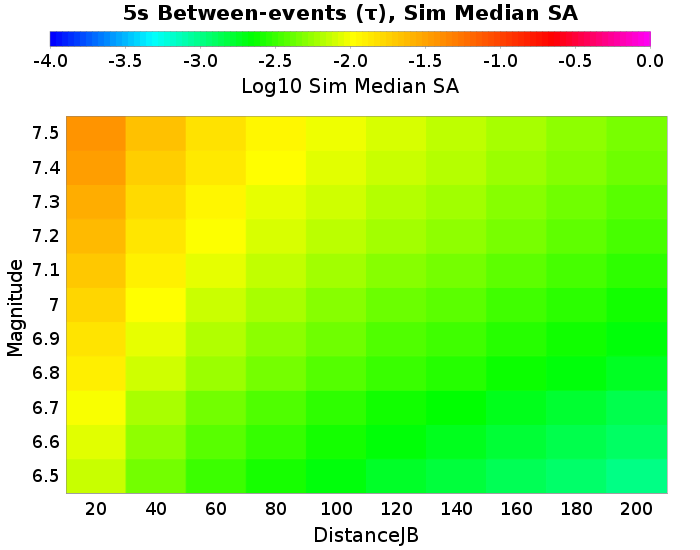 5s Between-events (τ), Sim Median SA
-4.0 -3.5 -3.0 -2.5 -2.0 -1.5 -1.0 -0.5 0.0
Log10 Sim Median SA
Magnitude
7.5
7.4
7.3
7.2
7.1
7
6.9
6.8
6.7
6.6
6.5
20 40 60 80 100 120 140 160 180 200
DistanceJB